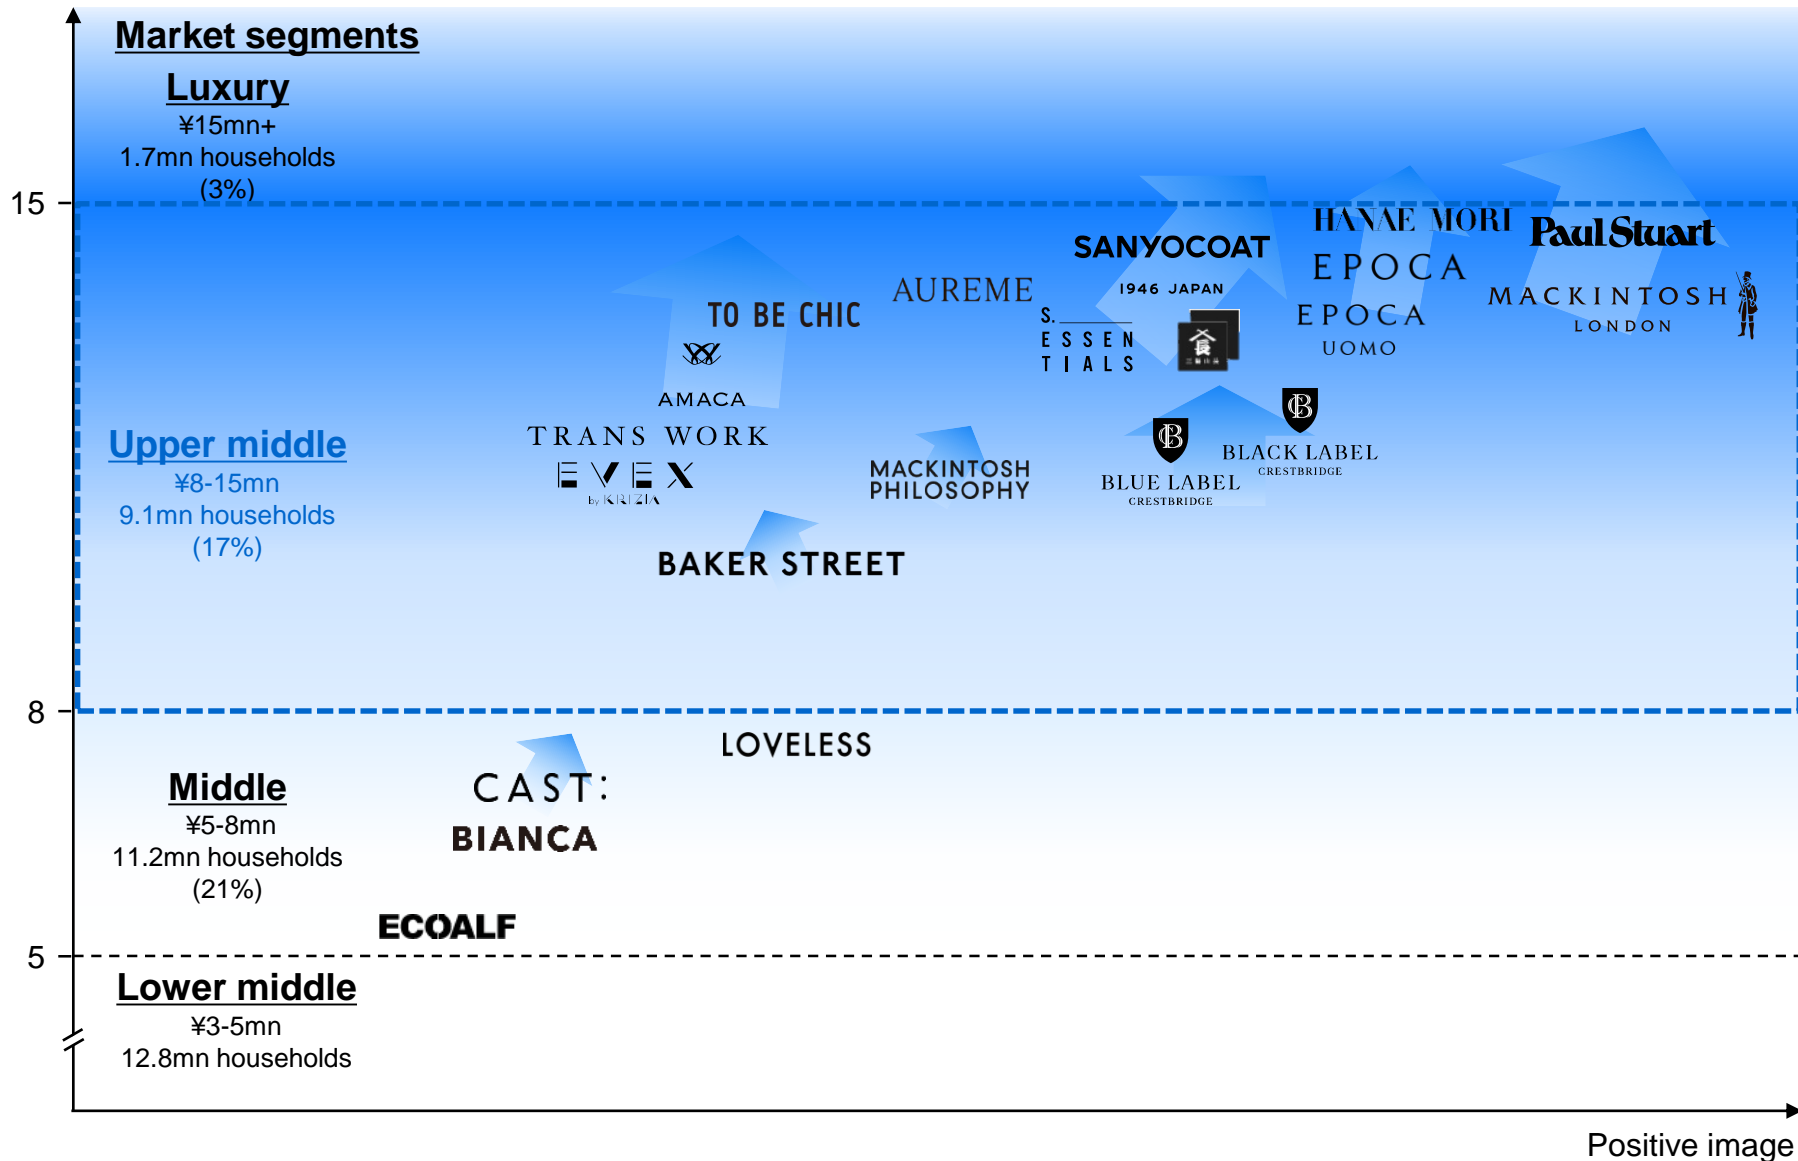 Market segments
Luxury
¥15mn+
1.7mn households
(3%)
15
HANAE MORI
Paul Stuart
SANYOCOAT
1946 JAPAN
EPOCA
AUREME
MACKINTOSH
LONDON
TO BE CHIC
S.
ESSEN
TIALS
EPOCA
UOMO
AMACA
TRANS WORK
EVEX
by KRIZIA
MACKINTOSH
PHILOSOPHY
CB
BLUE LABEL
CRESTBRIDGE
CB
BLACK LABEL
CRESTBRIDGE
Upper middle
¥8-15mn
9.1mn households
(17%)
BAKER STREET
8
LOVELESS
Middle
¥5-8mn
11.2mn households
(21%)
CAST:
BIANCA
ECOALF
5
Lower middle
¥3-5mn
12.8mn households
Positive image